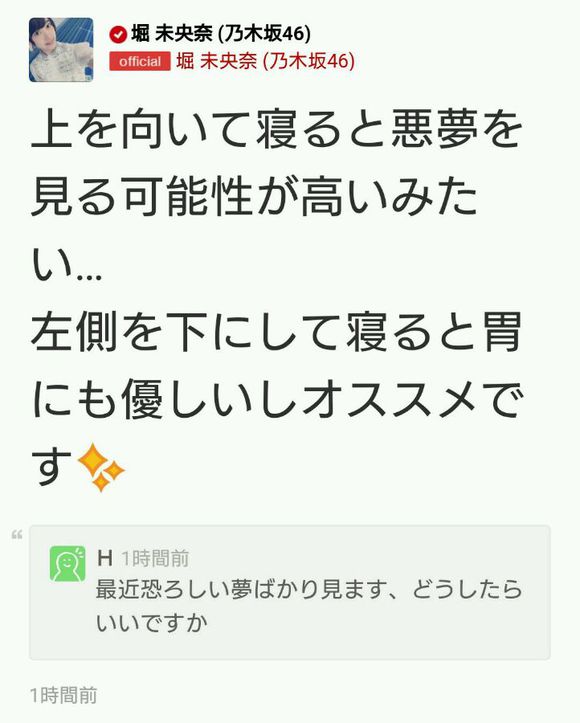 堀 未央奈 (乃木坂46)
official 堀 未央奈 (乃木坂46)
上を向いて寝ると悪夢を
見る可能性が高いみた
い...
左側を下にして寝ると胃
にも優しいしオススメで
す✨
“
H 1時間前
最近恐ろしい夢ばかり見ます、どうしたら
いいですか
1時間前